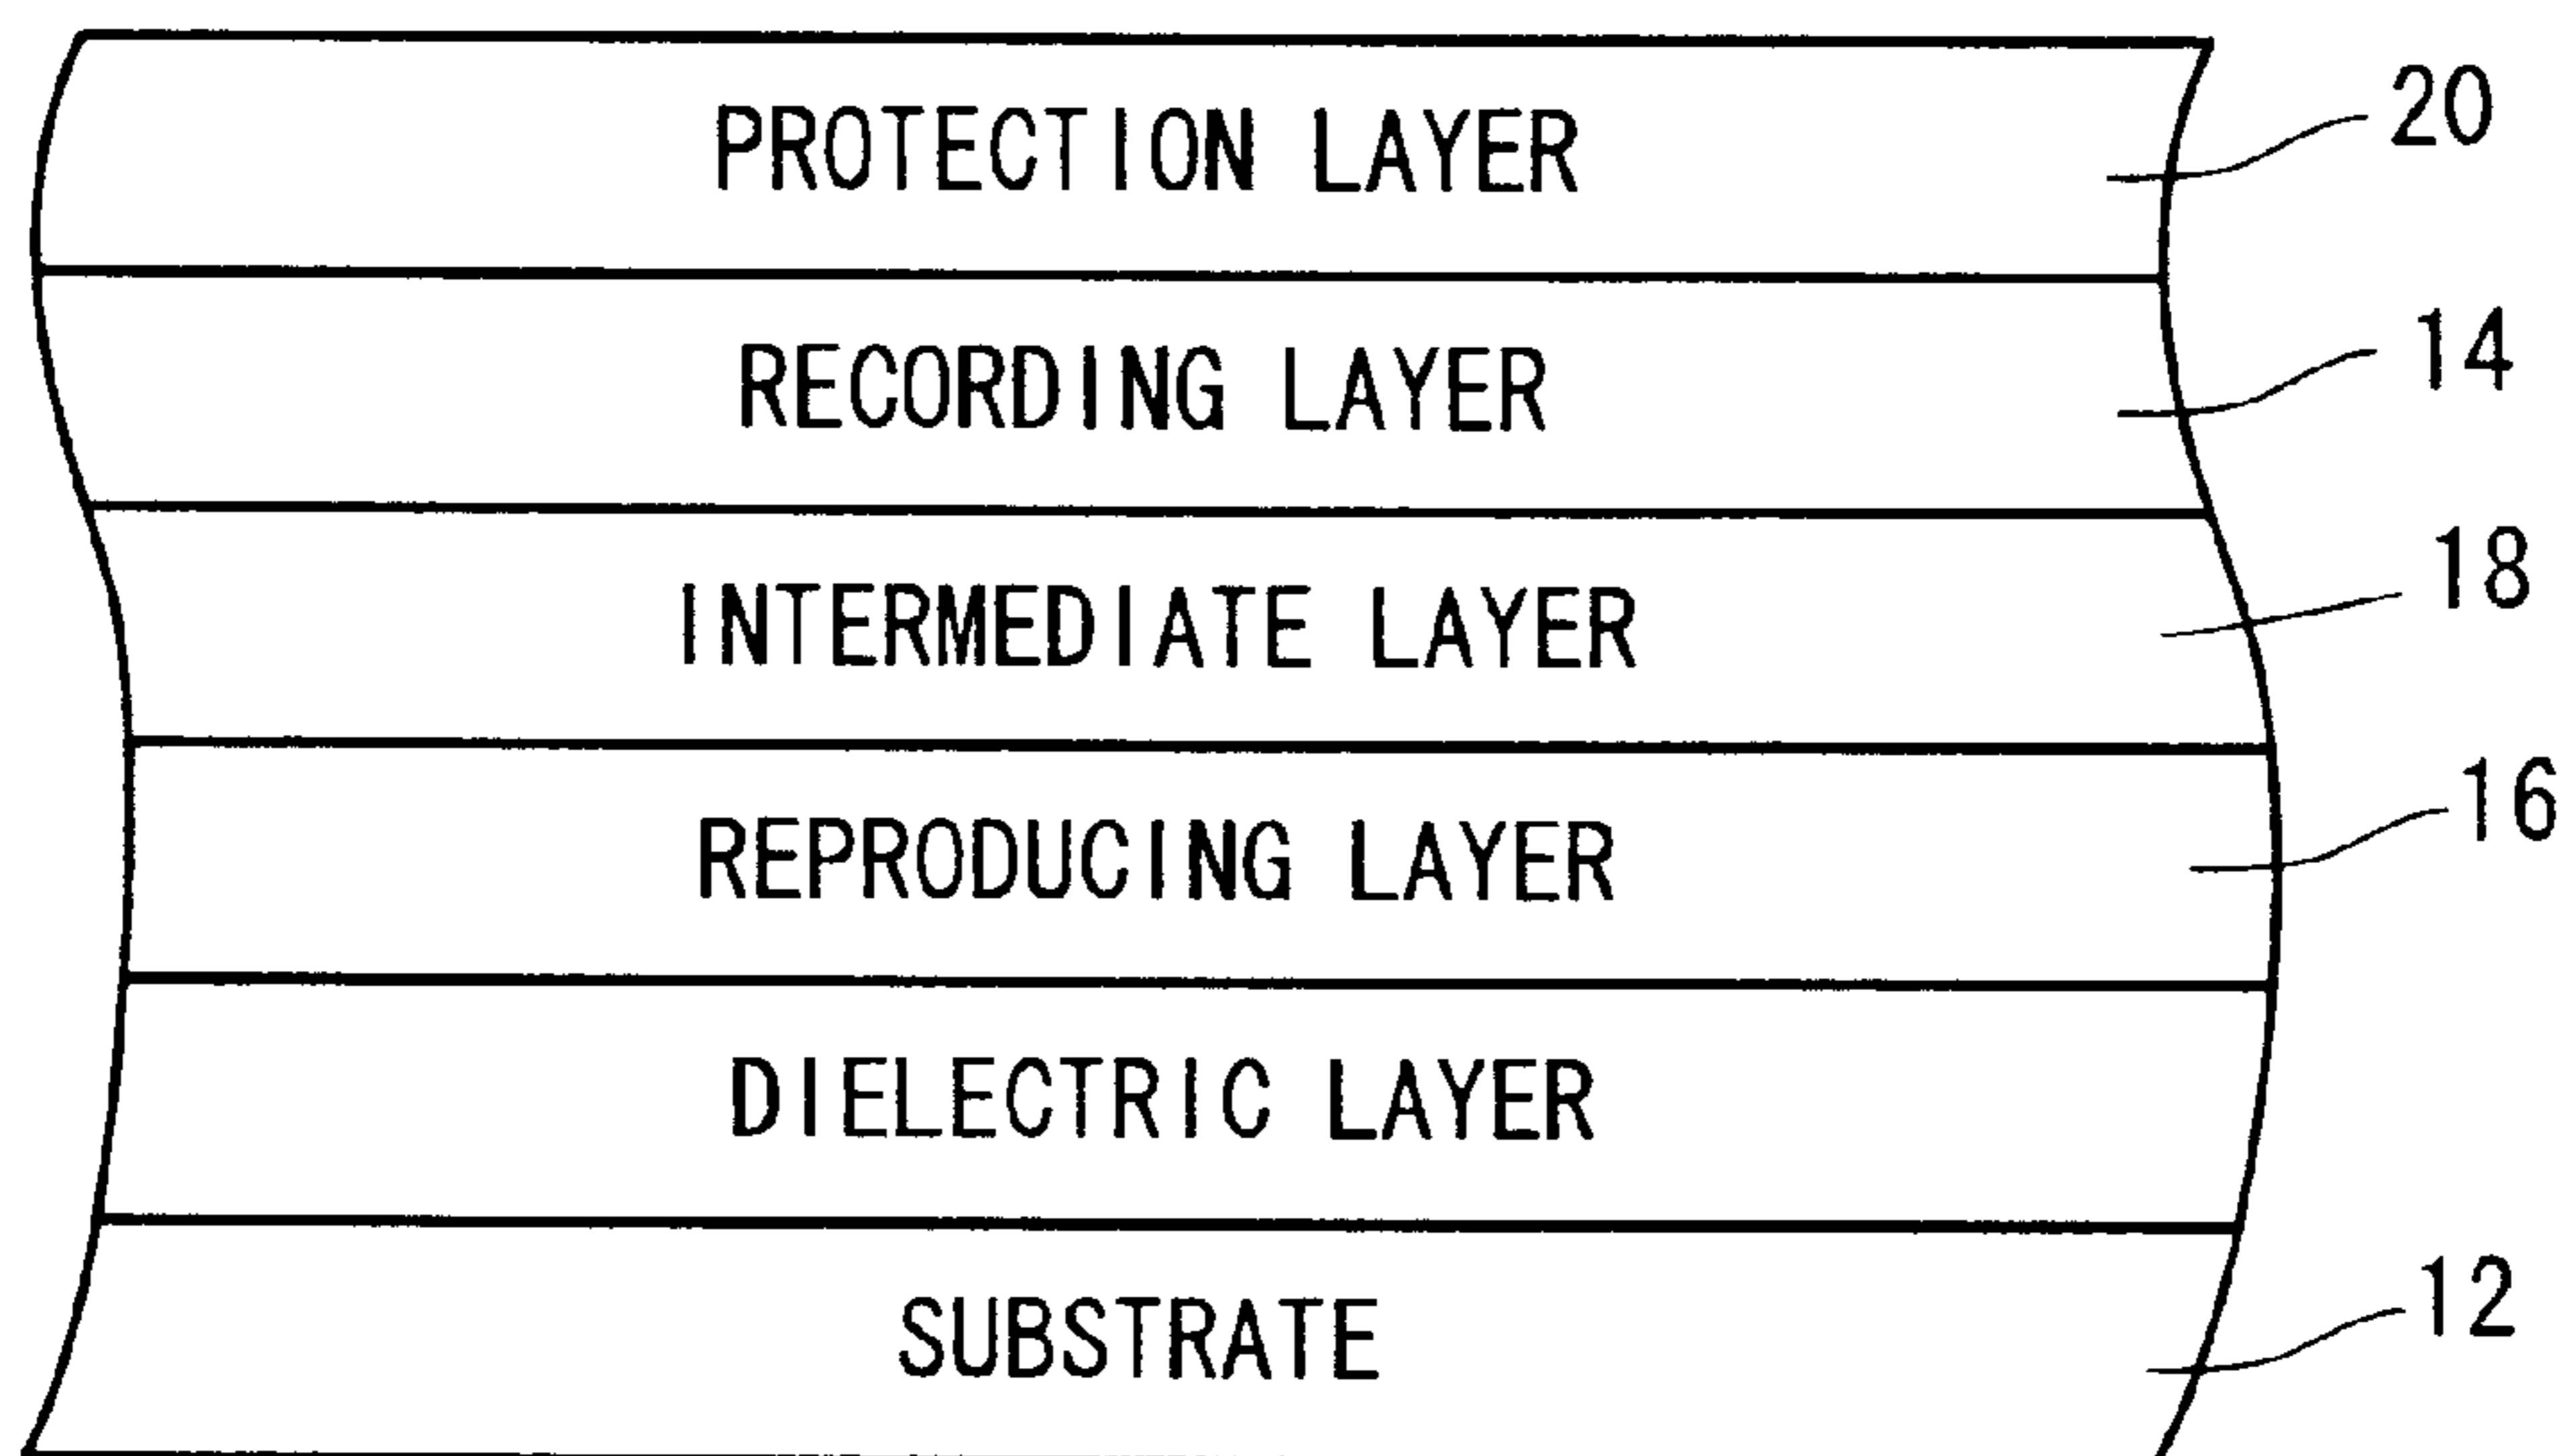 PROTECTION LAYER 20
RECORDING LAYER 14
INTERMEDIATE LAYER 18
REPRODUCING LAYER 16
DIELECTRIC LAYER
SUBSTRATE 12